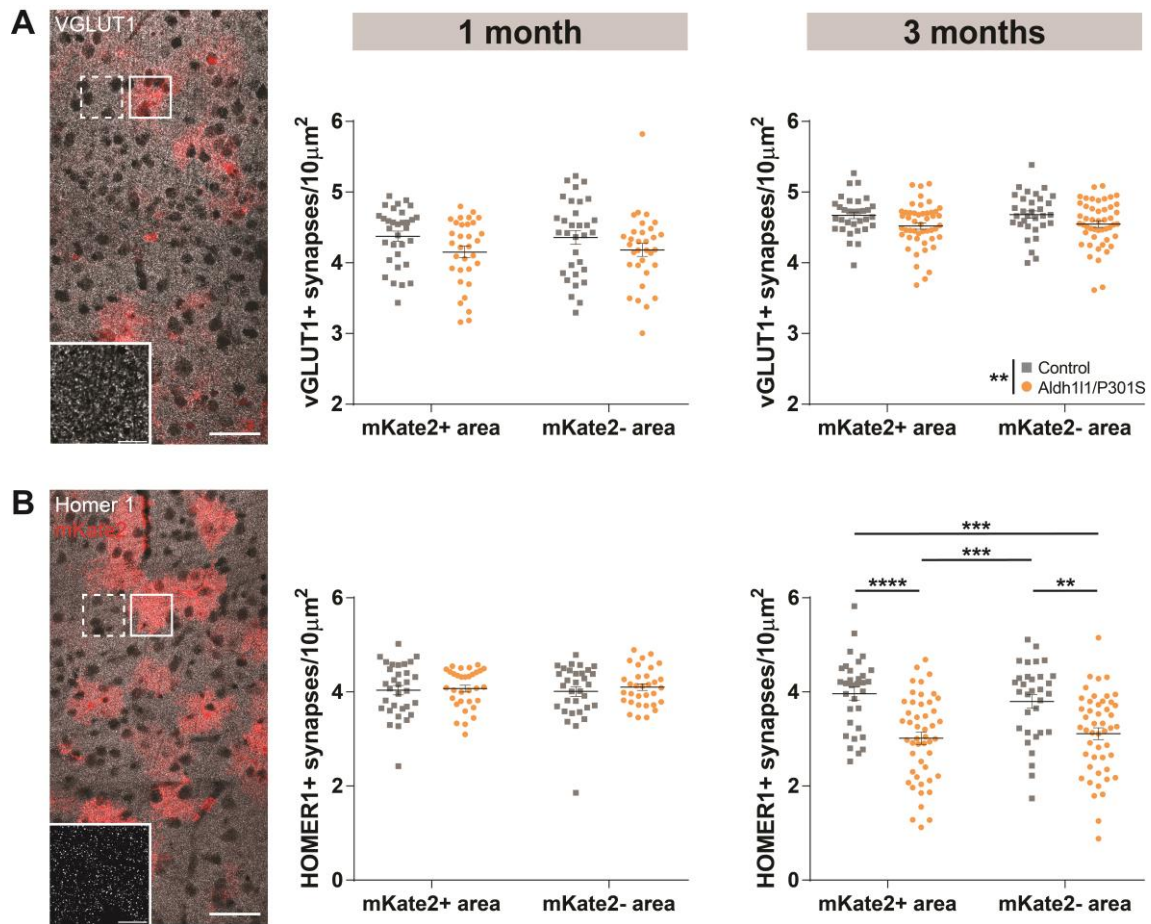 A
VGLUT1
1 month
3 months
vGLUT1+ synapses/10µm²
6
5
4
3
2
mKate2+ area
mKate2- area
vGLUT1+ synapses/10µm²
6
5
4
3
2
**
Control
Aldh1l1/P301S
mKate2+ area
mKate2- area
B
Homer 1
mKate2
HOMER1+ synapses/10µm²
6
4
2
0
mKate2+ area
mKate2- area
HOMER1+ synapses/10µm²
6
4
2
0
***
***
****
**
mKate2+ area
mKate2- area